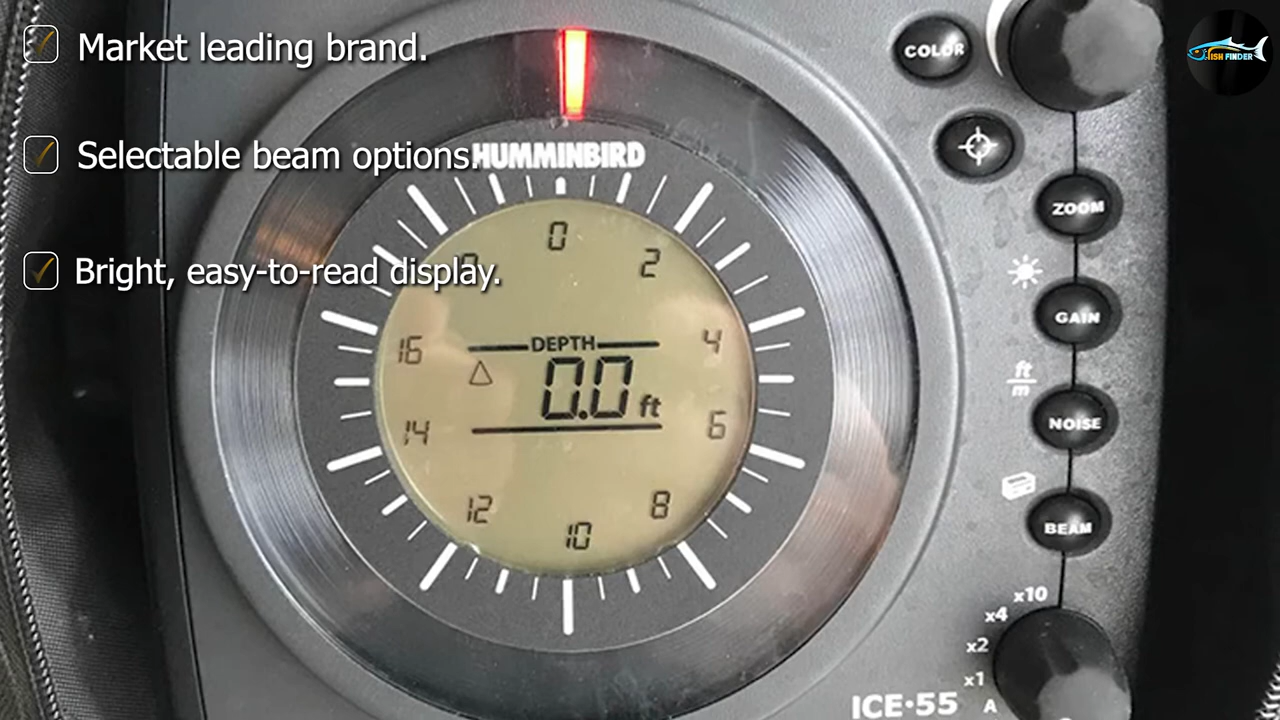 Market leading brand.
COLOR
FISH FINDER
Selectable beam options.
HUMMINBIRD
ZOOM
0
2
Bright, easy-to-read display.
GAIN
16
DEPTH
4
0.0 ft
ft
m
14
6
NOISE
12
8
10
BEAM
x10
x4
x2
x1
A
ICE·55